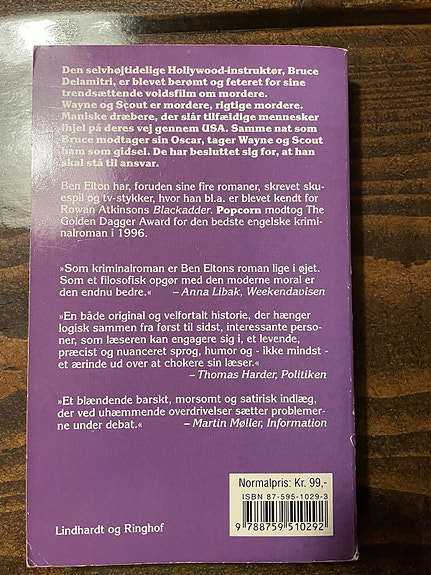 Den selvhøjtidelige Hollywood-instruktør, Bruce
Delamitri, er blevet berømt og feteret for sine
trendsættende voldsfilm om mordere.
Wayne og Scout er mordere, rigtige mordere.
Maniske dræbere, der slår tilfældige mennesker
ihjel på deres vej gennem USA. Samme nat som
Bruce modtager sin Oscar, tager Wayne og Scout
ham som gidsel. De har besluttet sig for, at han
skal stå til ansvar.
Ben Elton har, foruden sine fire romaner, skrevet sku-
espil og tv-stykker, hvor han bl.a. er blevet kendt for
Rowan Atkinsons Blackadder. Popcorn modtog The
Golden Dagger Award for den bedste engelske krimi-
nalroman i 1996.
»Som kriminalroman er Ben Eltons roman lige i øjet.
Som et filosofisk opgør med den moderne moral er
den endnu bedre.« – Anna Libak, Weekendavisen
»En både original og velfortalt historie, der hænger
logisk sammen fra først til sidst, interessante perso-
ner, som læseren kan engagere sig i, et levende,
præcist og nuanceret sprog, humor og - ikke mindst -
et ærinde ud over at chokere sin læser.«
– Thomas Harder, Politiken
»Et blændende barskt, morsomt og satirisk indlæg,
der ved uhæmmende overdrivelser sætter problemer-
ne under debat.« – Martin Møller, Information
Normalpris: Kr. 99,-
ISBN 87-595-1029-3
9 788759 510292
Lindhardt og Ringhof